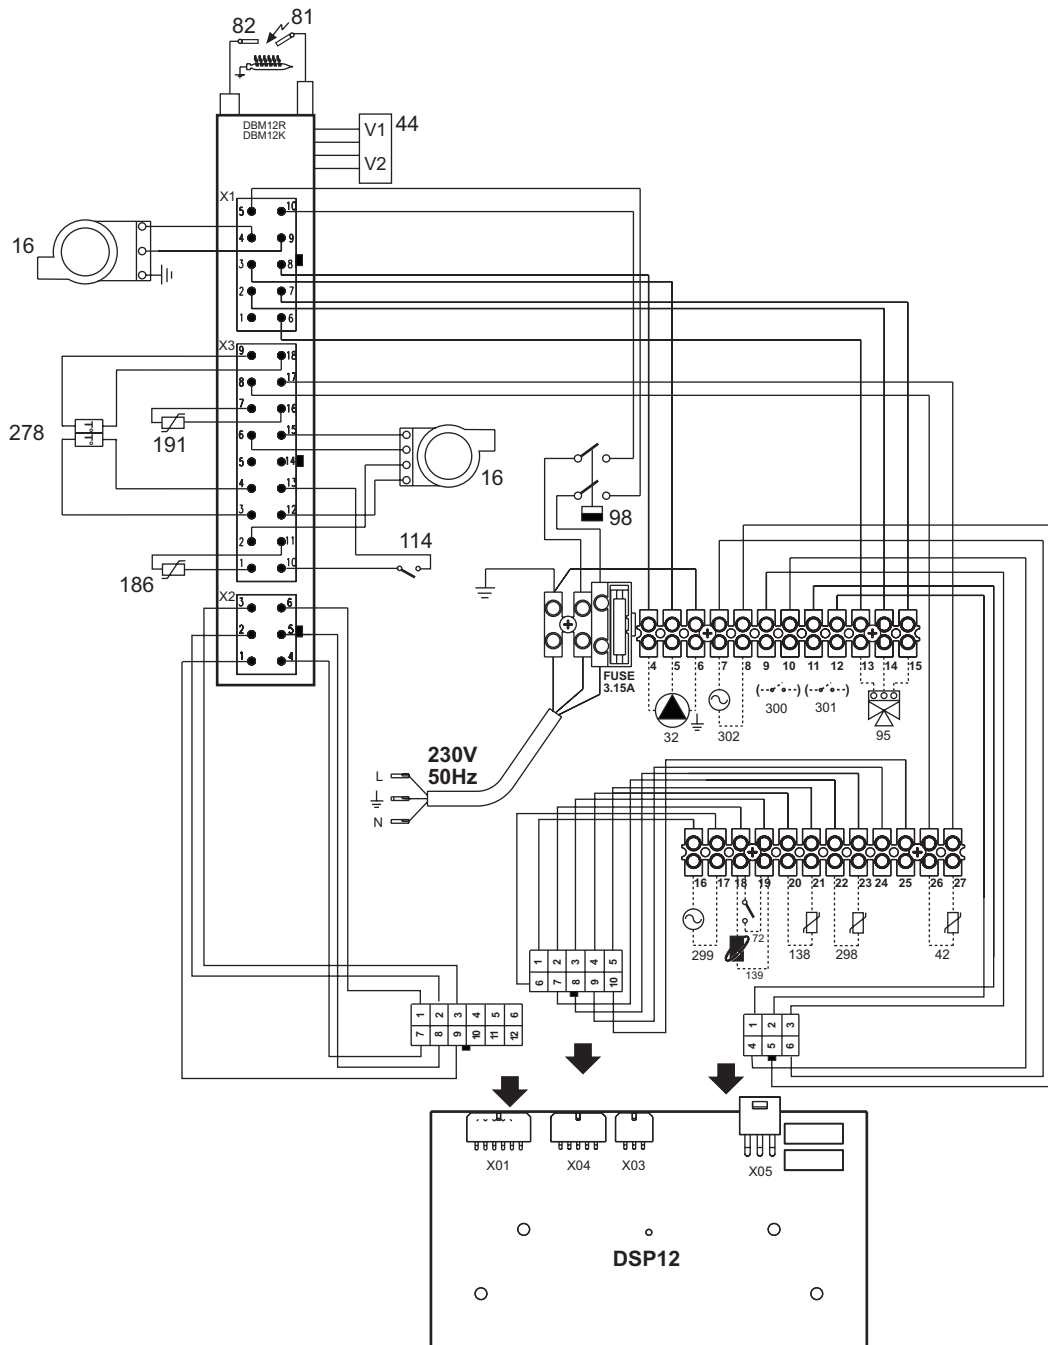 82 81
DBM12R
DBM12K
V1 44
V2
X1
5 10
4 9
3 8
2 7
1 6
16
X3
9 18
8 17
7 16
6 15
5 14
4 13
3 12
2 11
1 10
278
191
16
98
114
186
X2
3 6
2 5
1 4
FUSE
3.15A
4 5 6 7 8 9 10 11 12 13 14 15
300 301
32 302 95
230V
50Hz
L
N
16 17 18 19 20 21 22 23 24 25 26 27
72
299 138 298 42
139
1 2 3 4 5
6 7 8 9 10
1 2 3 4 5 6
7 8 9 10 11 12
1 2 3
4 5 6
X01 X04 X03 X05
DSP12